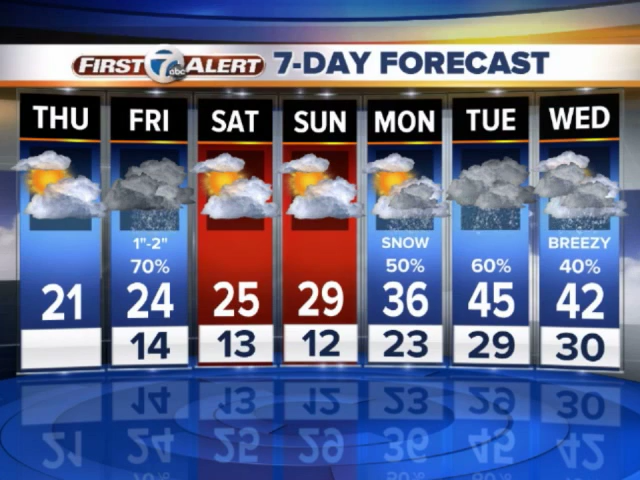 FIRST 7 abc ALERT 7-DAY FORECAST
THU FRI SAT SUN MON TUE WED
1"-2" SNOW BREEZY
70% 50% 60% 40%
21 24 25 29 36 45 42
14 13 12 23 29 30